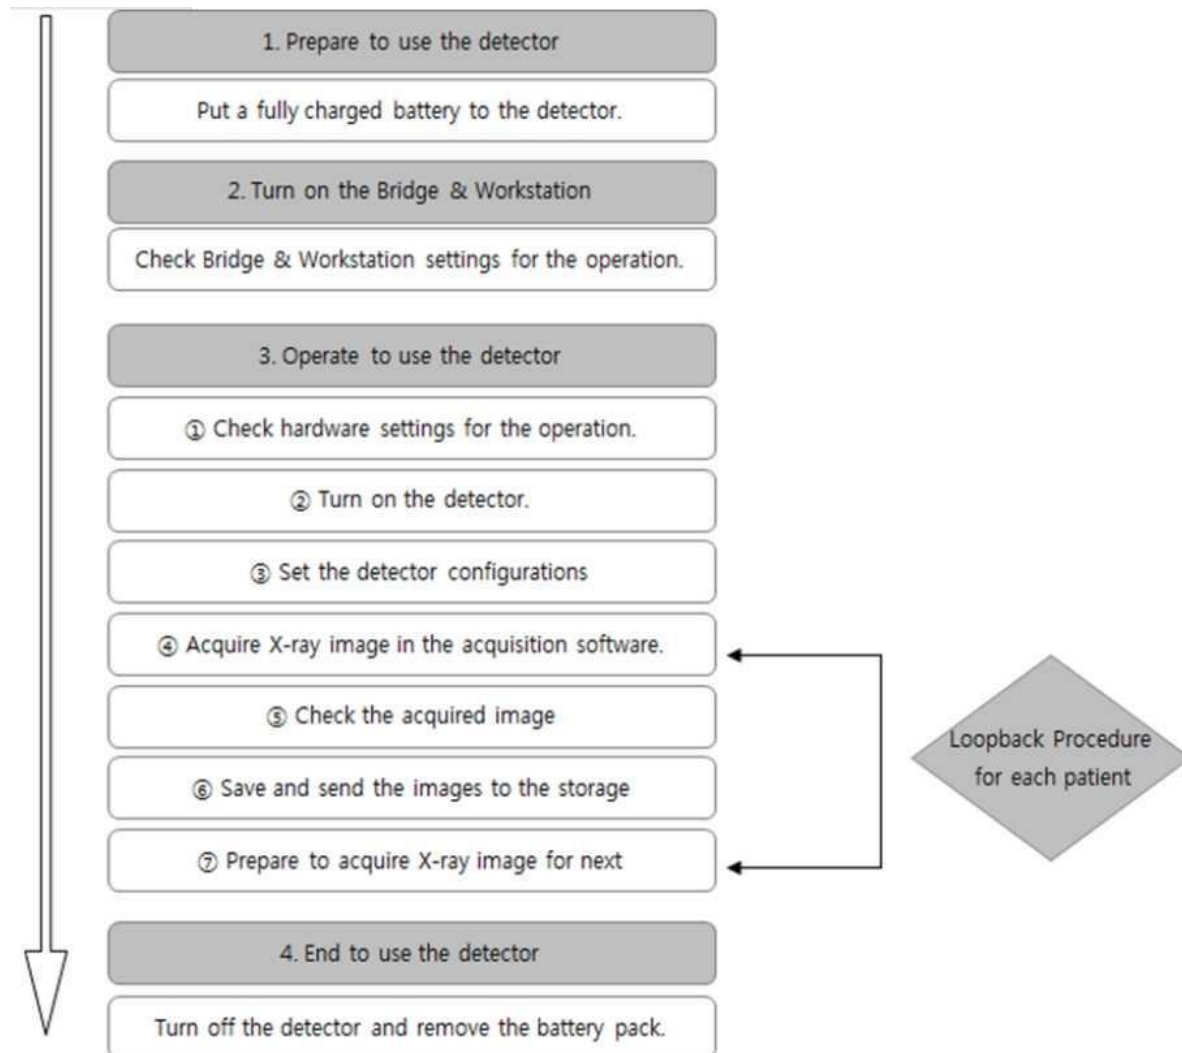 1. Prepare to use the detector
Put a fully charged battery to the detector.
2. Turn on the Bridge & Workstation
Check Bridge & Workstation settings for the operation.
3. Operate to use the detector
① Check hardware settings for the operation.
② Turn on the detector.
③ Set the detector configurations
④ Acquire X-ray image in the acquisition software.
⑤ Check the acquired image
⑥ Save and send the images to the storage
⑦ Prepare to acquire X-ray image for next
Loopback Procedure
for each patient
4. End to use the detector
Turn off the detector and remove the battery pack.